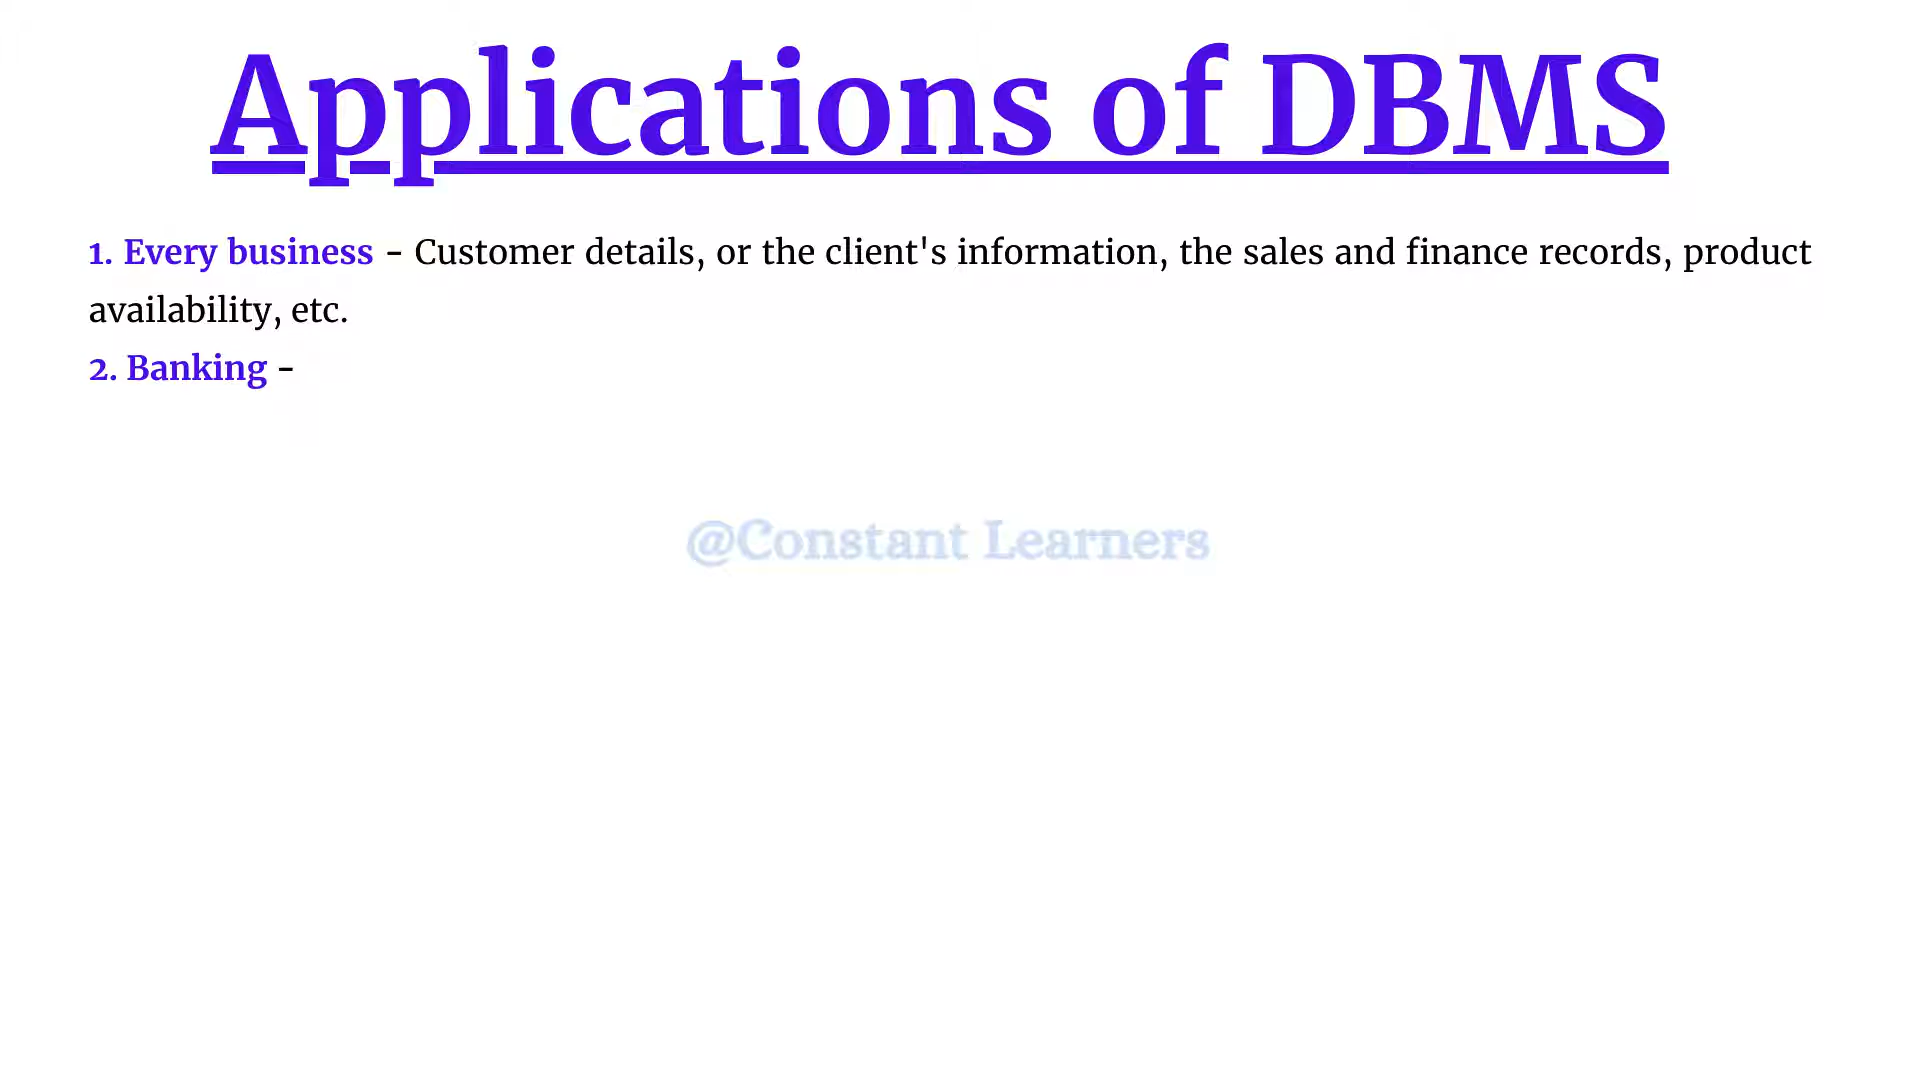 Applications of DBMS
1. Every business - Customer details, or the client's information, the sales and finance records, product
availability, etc.
2. Banking -
@Constant Learners